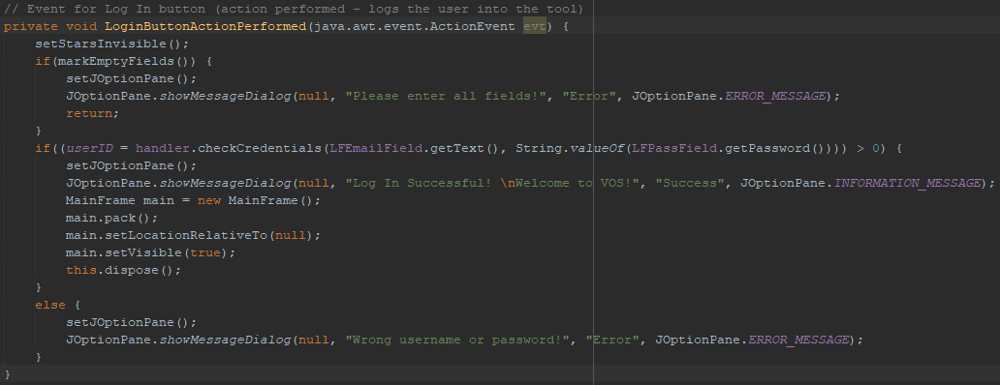 // Event for Log In button (action performed - logs the user into the tool)
private void LoginButtonActionPerformed(java.awt.event.ActionEvent evt) {
    setStarsInvisible();
    if(markEmptyFields()) {
        setJOptionPane();
        JOptionPane.showMessageDialog(null, "Please enter all fields!", "Error", JOptionPane.ERROR_MESSAGE);
        return;
    }
    if((userID = handler.checkCredentials(LFEmailField.getText(), String.valueOf(LFPassField.getPassword()))) > 0) {
        setJOptionPane();
        JOptionPane.showMessageDialog(null, "Log In Successful! \nWelcome to VOS!", "Success", JOptionPane.INFORMATION_MESSAGE);
        MainFrame main = new MainFrame();
        main.pack();
        main.setLocationRelativeTo(null);
        main.setVisible(true);
        this.dispose();
    }
    else {
        setJOptionPane();
        JOptionPane.showMessageDialog(null, "Wrong username or password!", "Error", JOptionPane.ERROR_MESSAGE);
    }
}